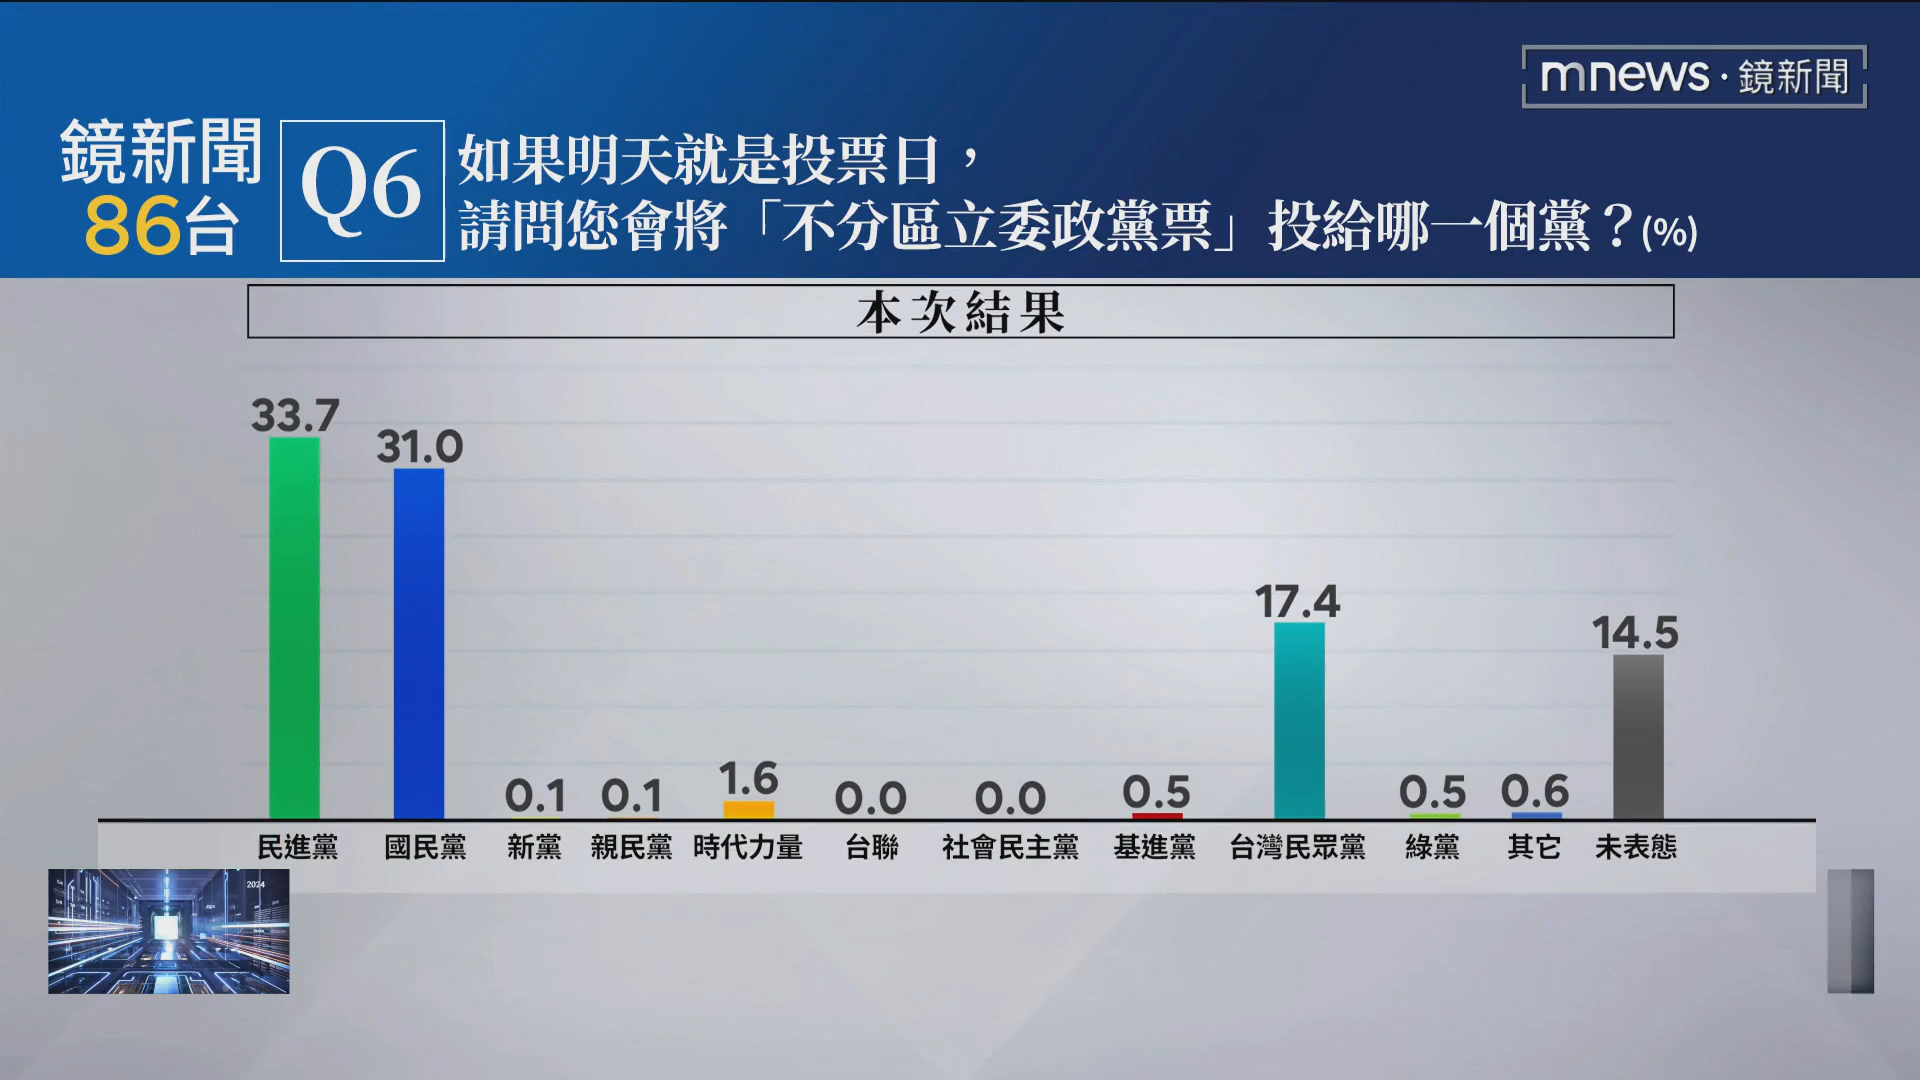 mnews·鏡新聞
鏡新聞
86台
Q6
如果明天就是投票日，
請問您會將「不分區立委政黨票」投給哪一個黨？(%)
本次結果
33.7
31.0
0.1
0.1
1.6
0.0
0.0
0.5
17.4
0.5
0.6
14.5
民進黨
國民黨
新黨
親民黨
時代力量
台聯
社會民主黨
基進黨
台灣民眾黨
綠黨
其它
未表態
2024